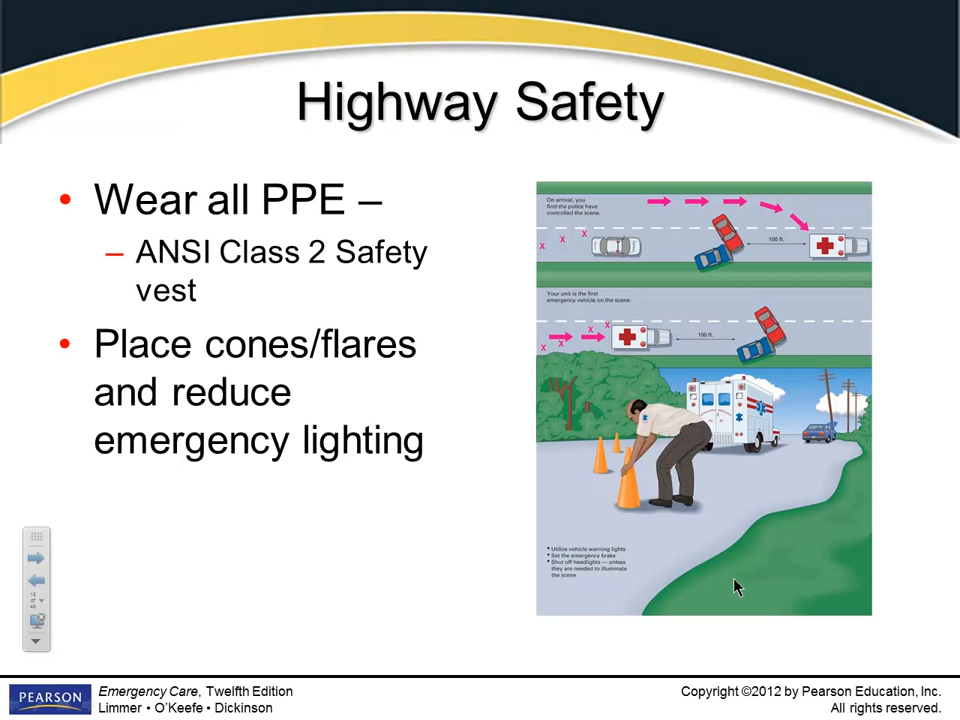 Highway Safety
• Wear all PPE –
– ANSI Class 2 Safety
vest
• Place cones/flares
and reduce
emergency lighting
On arrival, you
find the police have
controlled the scene.
X X X
100 ft.
Your unit is the first
emergency vehicle on the scene.
X X X X
100 ft.
• Utilize vehicle warning lights
• Set the emergency brake
• Shut off headlights — unless
they are needed to illuminate
the scene
PEARSON
Emergency Care, Twelfth Edition
Limmer • O’Keefe • Dickinson
Copyright ©2012 by Pearson Education, Inc.
All rights reserved.